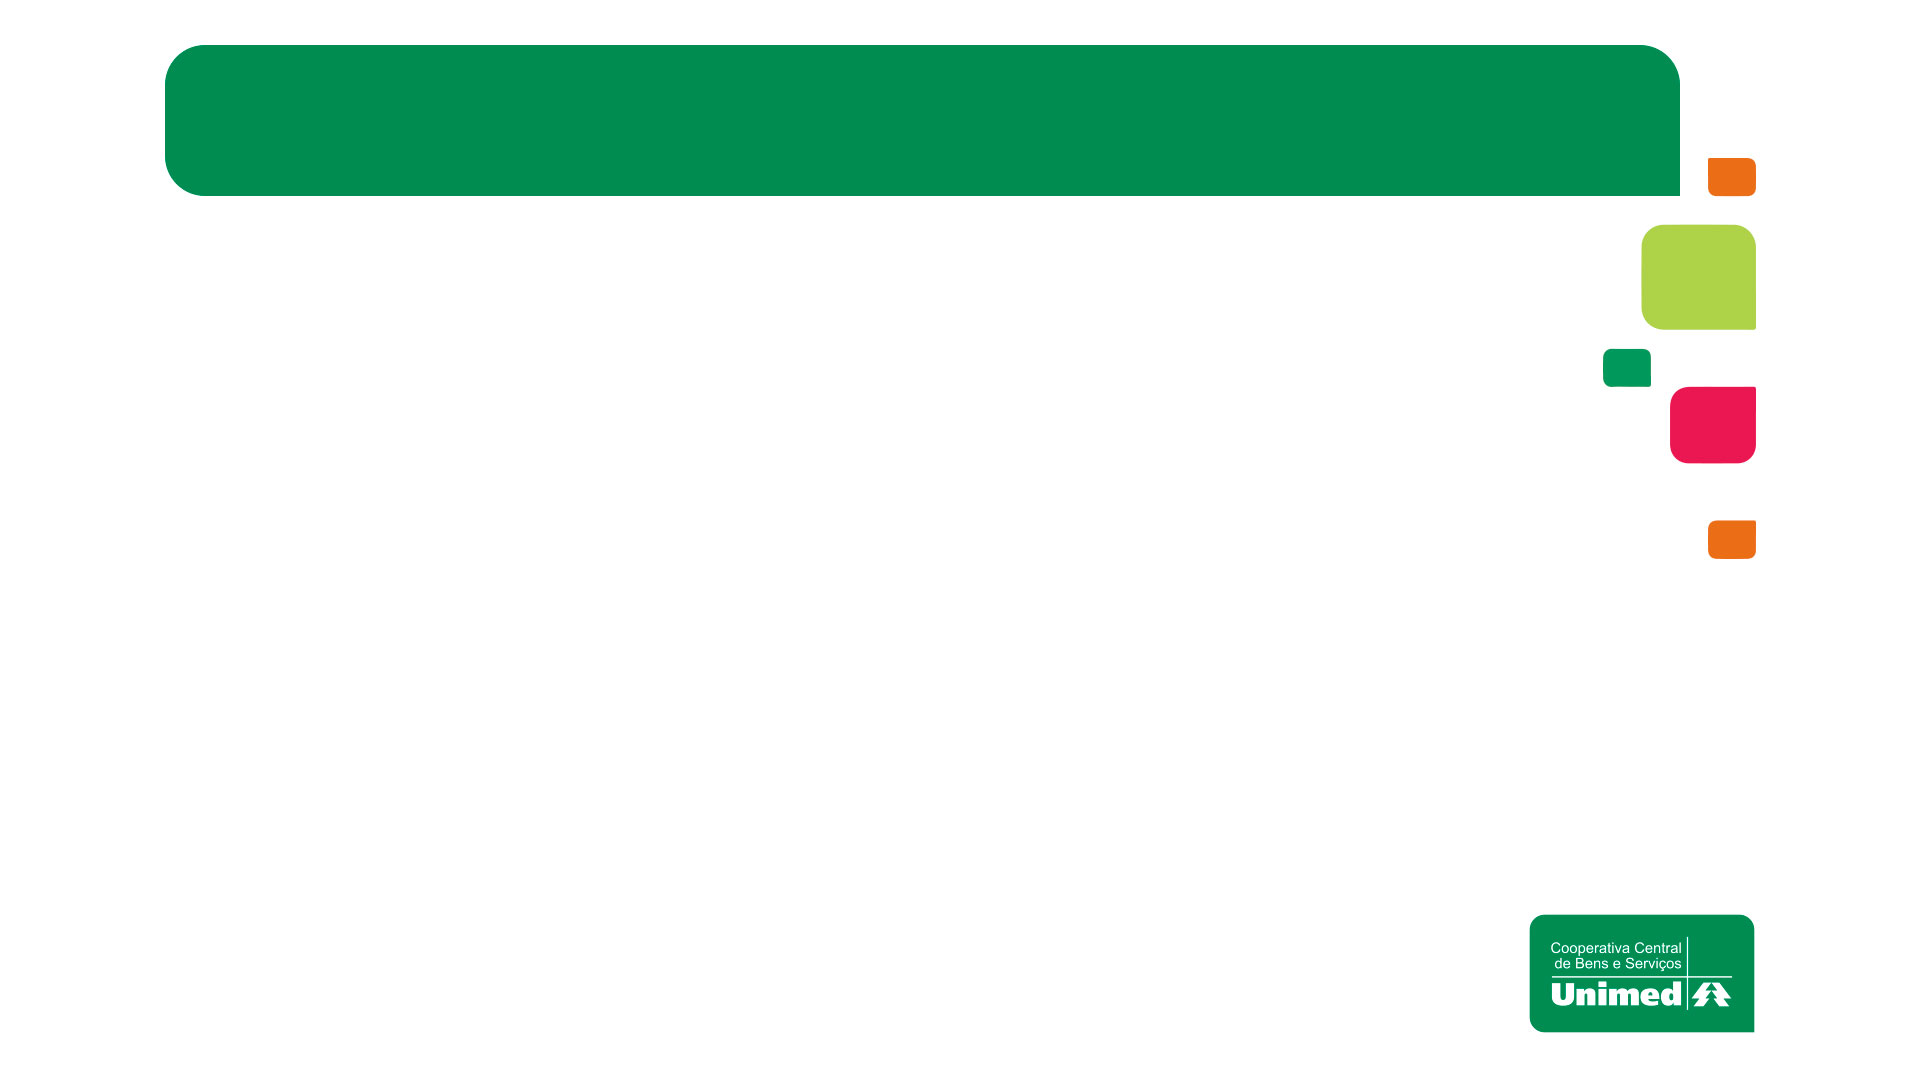 Cooperativa Central
de Bens e Serviços
Unimed